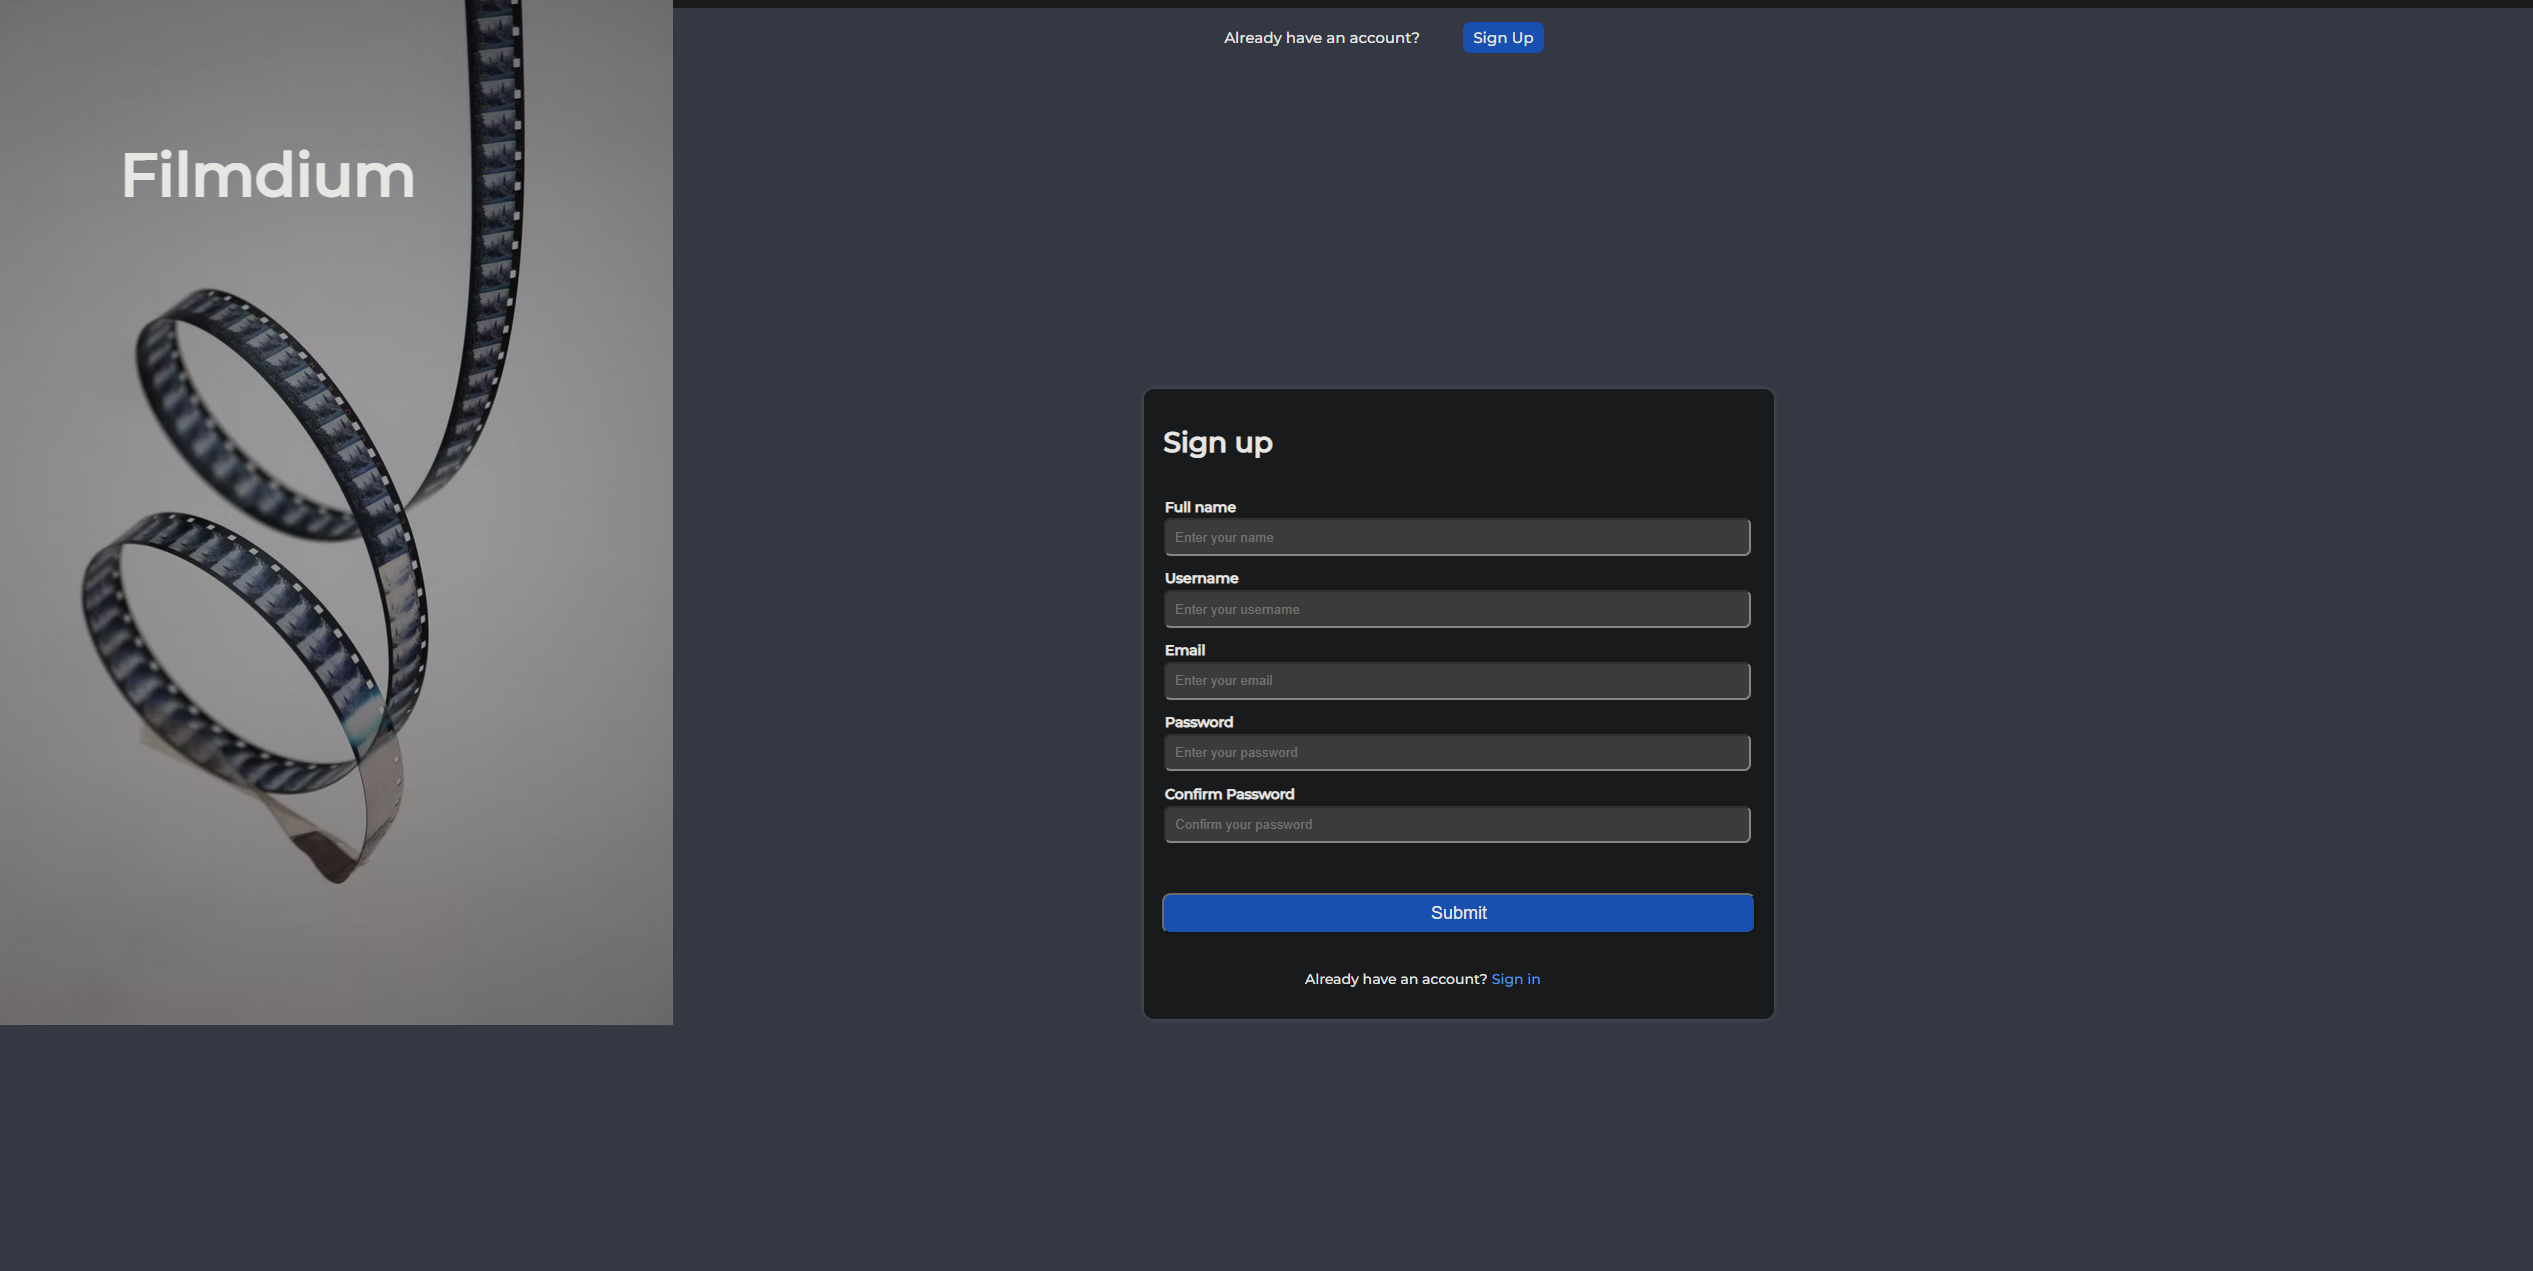 Already have an account? Sign Up
Filmdium
Sign up
Full name
Enter your name
Username
Enter your username
Email
Enter your email
Password
Enter your password
Confirm Password
Confirm your password
Submit
Already have an account? Sign in